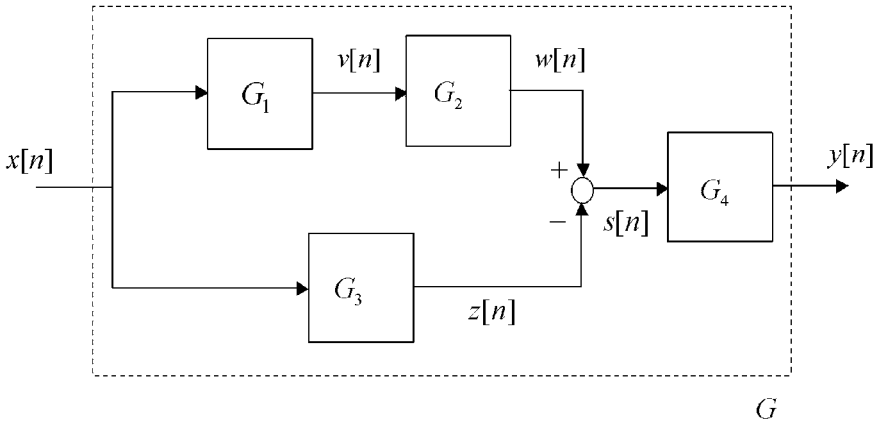 v[n]
w[n]
G₁
G₂
x[n]
+
y[n]
G₄
−
s[n]
G₃
z[n]
G